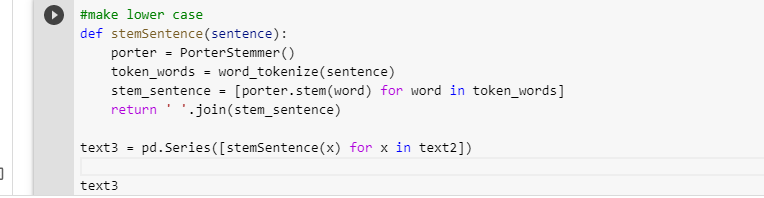 #make lower case
def stemSentence(sentence):
    porter = PorterStemmer()
    token_words = word_tokenize(sentence)
    stem_sentence = [porter.stem(word) for word in token_words]
    return ' '.join(stem_sentence)

text3 = pd.Series([stemSentence(x) for x in text2])

text3